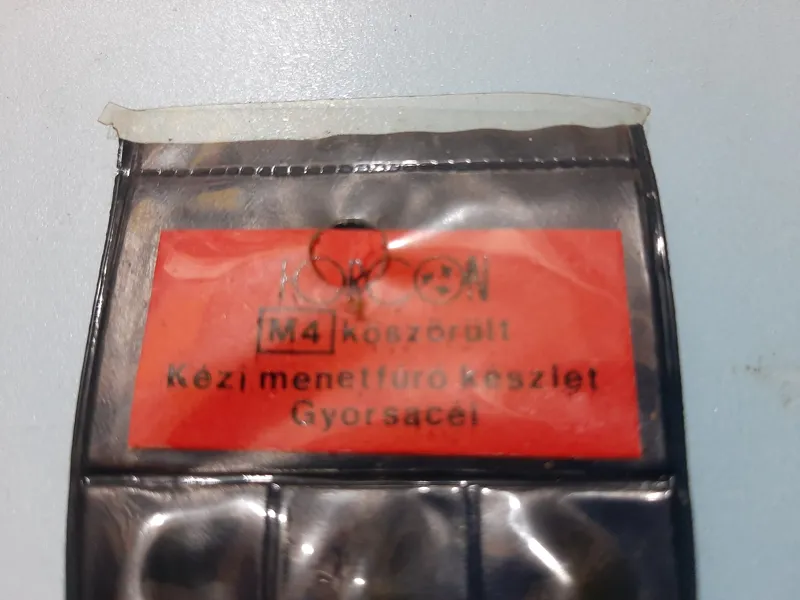 M4 köszörült
Kézi menetfúró készlet
Gyorsacél